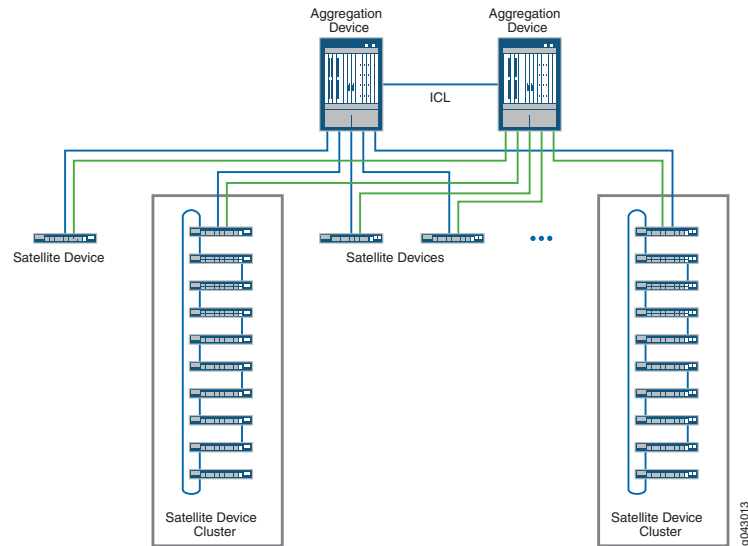 Aggregation
Device
Aggregation
Device
ICL
Satellite Device
Satellite Devices
Satellite Device
Cluster
Satellite Device
Cluster
g043013